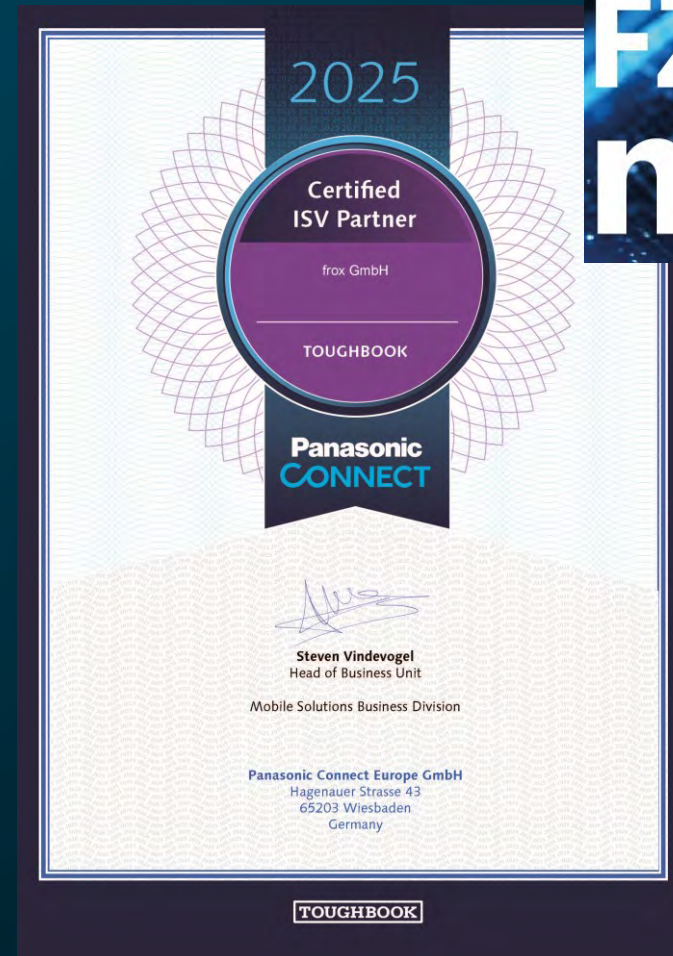 2025
Certified
ISV Partner
frox GmbH
TOUGHBOOK
Panasonic
CONNECT
Steven Vindevogel
Head of Business Unit
Mobile Solutions Business Division
Panasonic Connect Europe GmbH
Hagenauer Strasse 43
65203 Wiesbaden
Germany
TOUGHBOOK